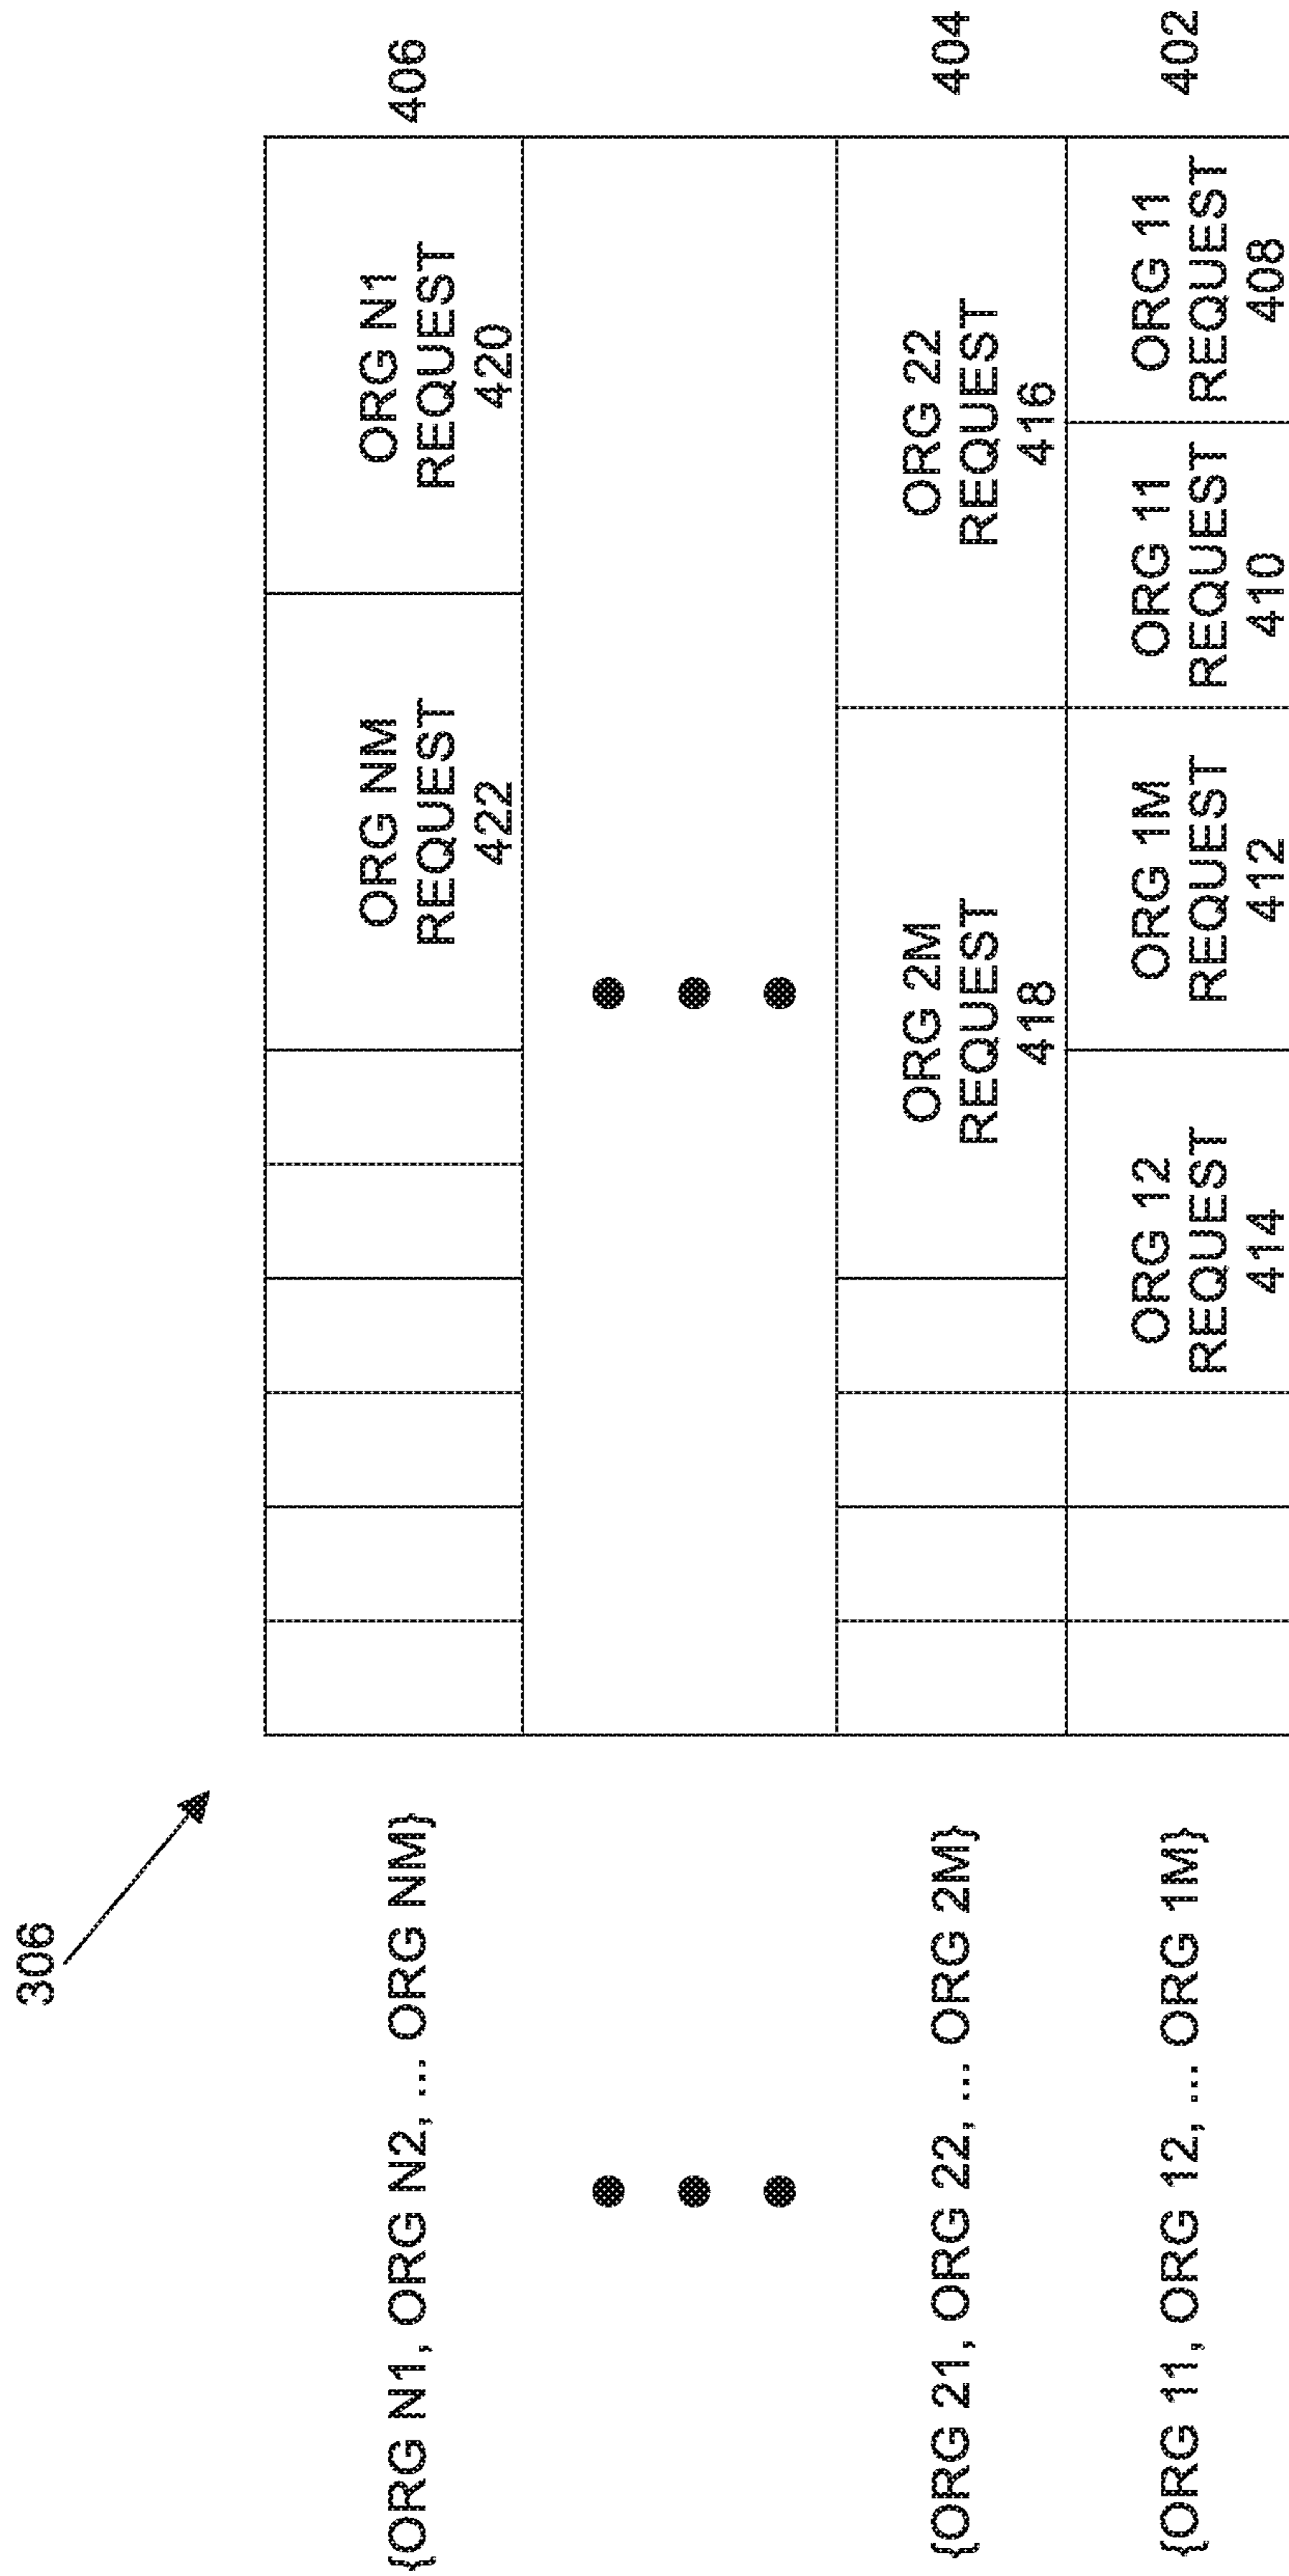 306
{ORG N1, ORG N2, ... ORG NM}
ORG NM
REQUEST
422
ORG N1
REQUEST
420
406
{ORG 21, ORG 22, ... ORG 2M}
ORG 2M
REQUEST
418
ORG 22
REQUEST
416
404
{ORG 11, ORG 12, ... ORG 1M}
ORG 12
REQUEST
414
ORG 1M
REQUEST
412
ORG 11
REQUEST
410
ORG 11
REQUEST
408
402